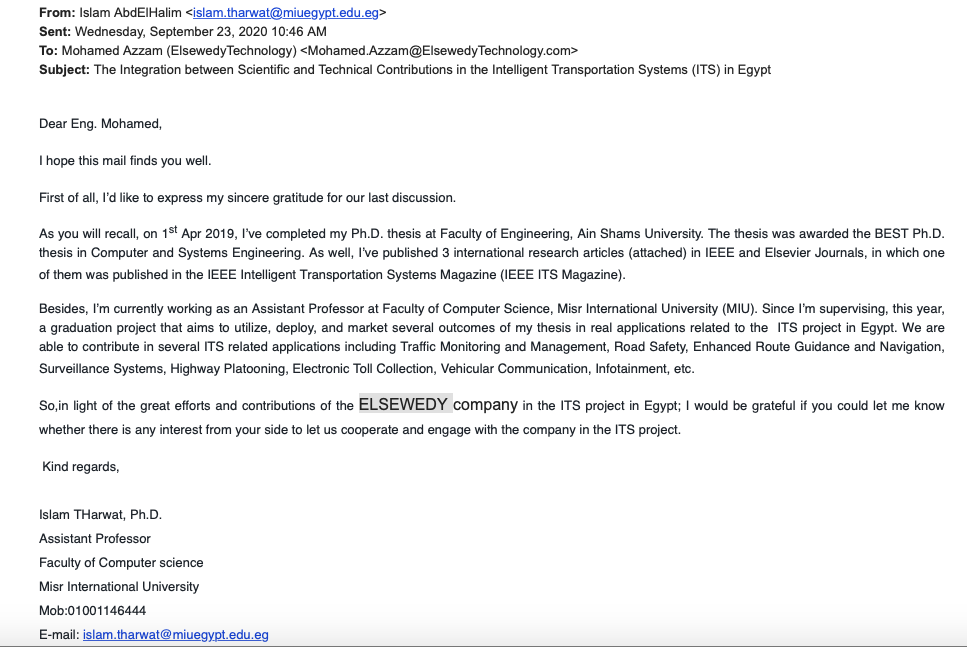 From: Islam AbdElHalim <islam.tharwat@miuegypt.edu.eg>
Sent: Wednesday, September 23, 2020 10:46 AM
To: Mohamed Azzam (ElsewedyTechnology) <Mohamed.Azzam@ElsewedyTechnology.com>
Subject: The Integration between Scientific and Technical Contributions in the Intelligent Transportation Systems (ITS) in Egypt
Dear Eng. Mohamed,
I hope this mail finds you well.
First of all, I'd like to express my sincere gratitude for our last discussion.
As you will recall, on 1st Apr 2019, I've completed my Ph.D. thesis at Faculty of Engineering, Ain Shams University. The thesis was awarded the BEST Ph.D.
thesis in Computer and Systems Engineering. As well, I've published 3 international research articles (attached) in IEEE and Elsevier Journals, in which one
of them was published in the IEEE Intelligent Transportation Systems Magazine (IEEE ITS Magazine).
Besides, I'm currently working as an Assistant Professor at Faculty of Computer Science, Misr International University (MIU). Since I'm supervising, this year,
a graduation project that aims to utilize, deploy, and market several outcomes of my thesis in real applications related to the  ITS project in Egypt. We are
able to contribute in several ITS related applications including Traffic Monitoring and Management, Road Safety, Enhanced Route Guidance and Navigation,
Surveillance Systems, Highway Platooning, Electronic Toll Collection, Vehicular Communication, Infotainment, etc.
So,in light of the great efforts and contributions of the ELSEWEDY company in the ITS project in Egypt; I would be grateful if you could let me know
whether there is any interest from your side to let us cooperate and engage with the company in the ITS project.
Kind regards,
Islam THarwat, Ph.D.
Assistant Professor
Faculty of Computer science
Misr International University
Mob:01001146444
E-mail: islam.tharwat@miuegypt.edu.eg